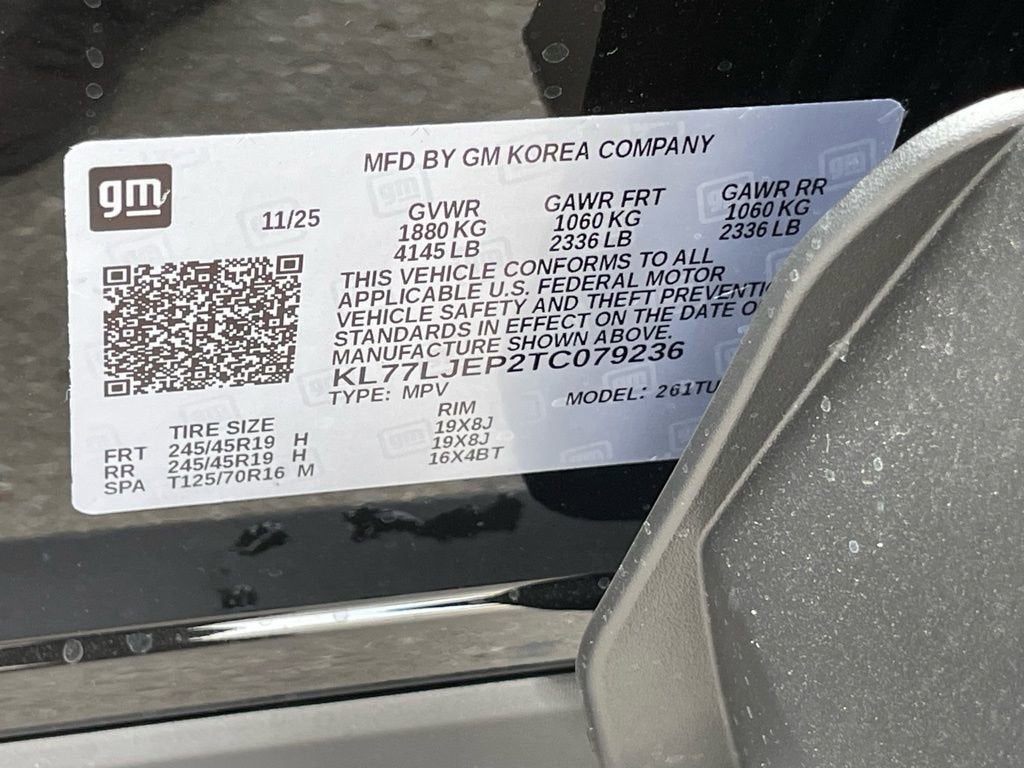 MFD BY GM KOREA COMPANY
gm
11/25
GVWR
1880 KG
4145 LB
GAWR FRT
1060 KG
2336 LB
GAWR RR
1060 KG
2336 LB
THIS VEHICLE CONFORMS TO ALL
APPLICABLE U.S. FEDERAL MOTOR
VEHICLE SAFETY AND THEFT
STANDARDS IN EFFECT ON THE DATE
MANUFACTURE SHOWN ABOVE.
KL77LJEP2TC079236
TYPE: MPV MODEL:
TIRE SIZE RIM
FRT 245/45R19 H 19X8J
RR 245/45R19 H 19X8J
SPA T125/70R16 M 16X4BT